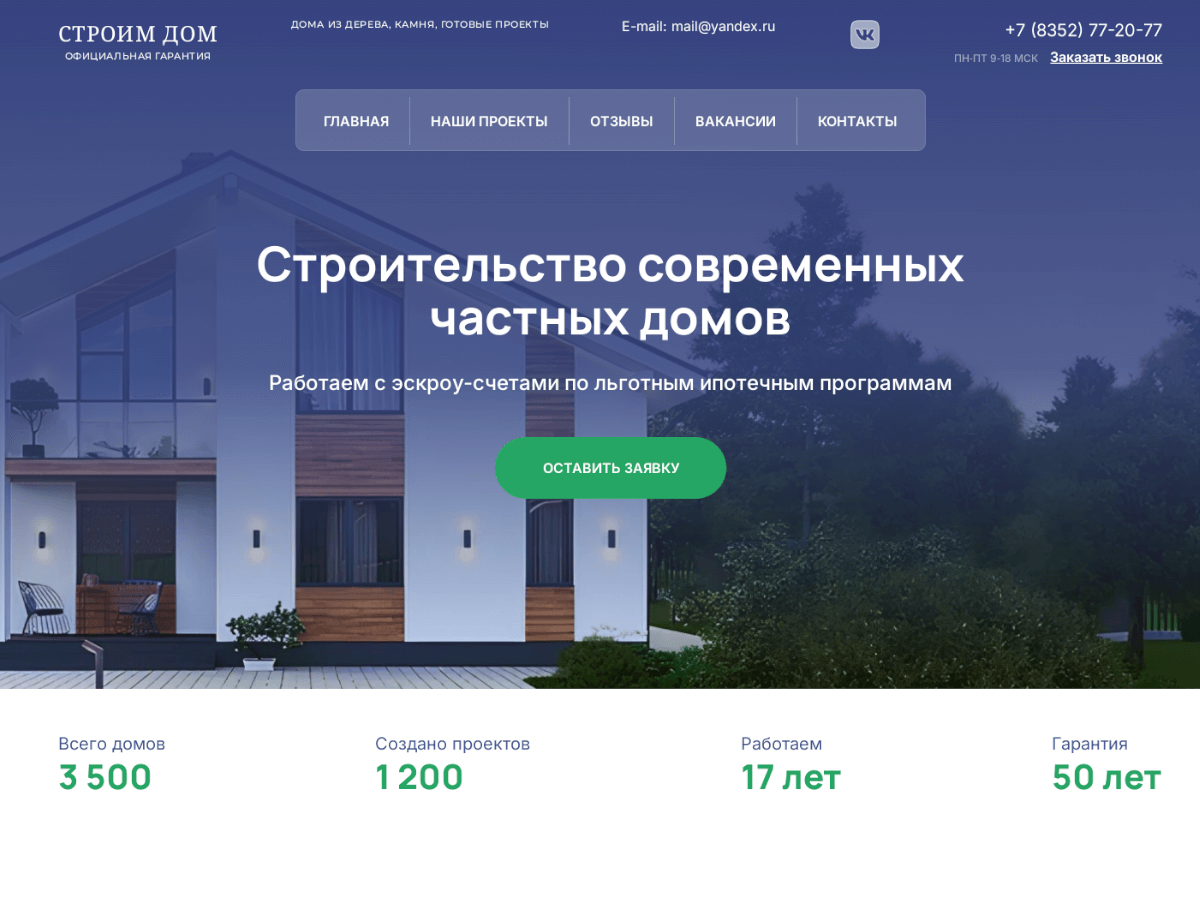 СТРОИМ ДОМ
ОФИЦИАЛЬНАЯ ГАРАНТИЯ
ДОМА ИЗ ДЕРЕВА, КАМНЯ, ГОТОВЫЕ ПРОЕКТЫ
E-mail: mail@yandex.ru
+7 (8352) 77-20-77
ПН-ПТ 9-18 МСК Заказать звонок
ГЛАВНАЯ НАШИ ПРОЕКТЫ ОТЗЫВЫ ВАКАНСИИ КОНТАКТЫ
Строительство современных
частных домов
Работаем с эскроу-счетами по льготным ипотечным программам
ОСТАВИТЬ ЗАЯВКУ
Всего домов
3 500
Создано проектов
1 200
Работаем
17 лет
Гарантия
50 лет